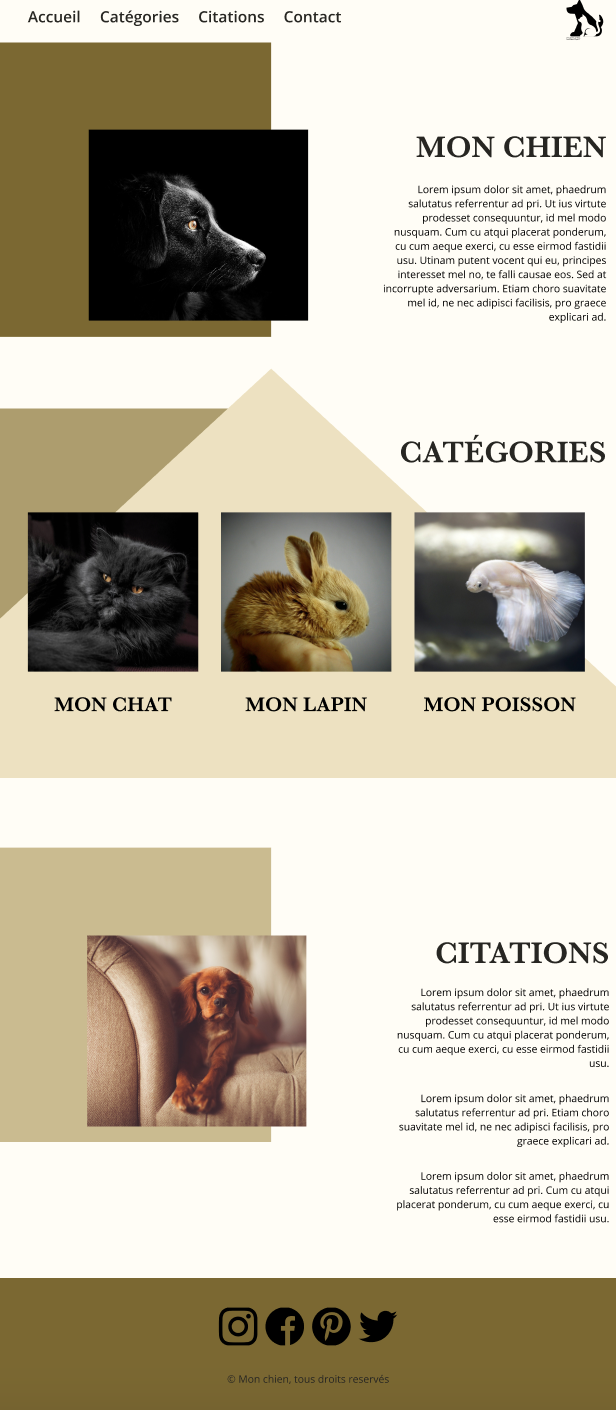 Accueil Catégories Citations Contact
MON CHIEN
Lorem ipsum dolor sit amet, phaedrum
salutatus referrentur ad pri. Ut ius virtute
prodesset consequuntur, id mel modo
nusquam. Cum cu atqui placerat ponderum,
cu cum aeque exerci, cu esse eirmod fastidii
usu. Utinam putent vocent qui eu, principes
interesset mel no, te falli causae eos. Sed at
incorrupte adversarium. Etiam choro suavitate
mel id, ne nec adipisci facilisis, pro graece
explicari ad.
CATÉGORIES
MON CHAT
MON LAPIN
MON POISSON
CITATIONS
Lorem ipsum dolor sit amet, phaedrum
salutatus referrentur ad pri. Ut ius virtute
prodesset consequuntur, id mel modo
nusquam. Cum cu atqui placerat ponderum,
cu cum aeque exerci, cu esse eirmod fastidii
usu.
Lorem ipsum dolor sit amet, phaedrum
salutatus referrentur ad pri. Etiam choro
suavitate mel id, ne nec adipisci facilisis, pro
graece explicari ad.
Lorem ipsum dolor sit amet, phaedrum
salutatus referrentur ad pri. Cum cu atqui
placerat ponderum, cu cum aeque exerci, cu
esse eirmod fastidii usu.
© Mon chien, tous droits reservés